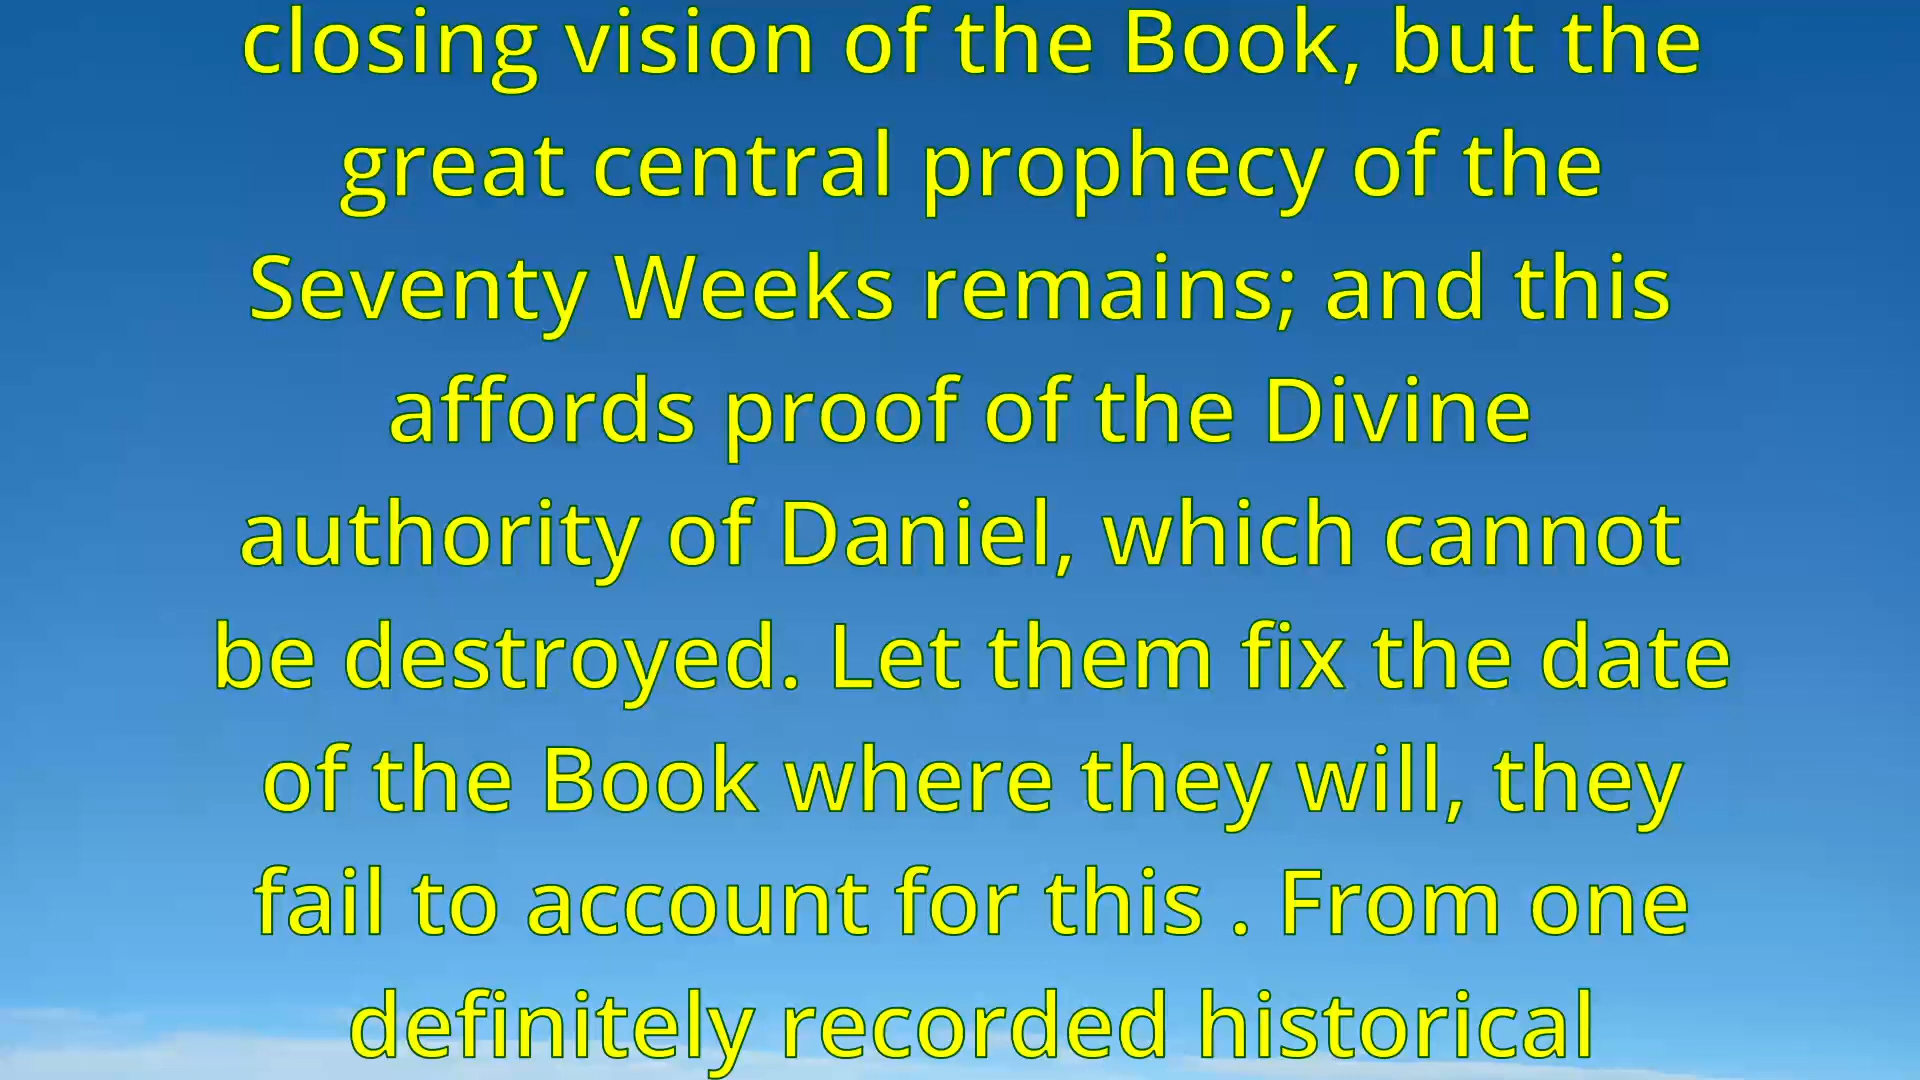 closing vision of the Book, but the
great central prophecy of the
Seventy Weeks remains; and this
affords proof of the Divine
authority of Daniel, which cannot
be destroyed. Let them fix the date
of the Book where they will, they
fail to account for this . From one
definitely recorded historical